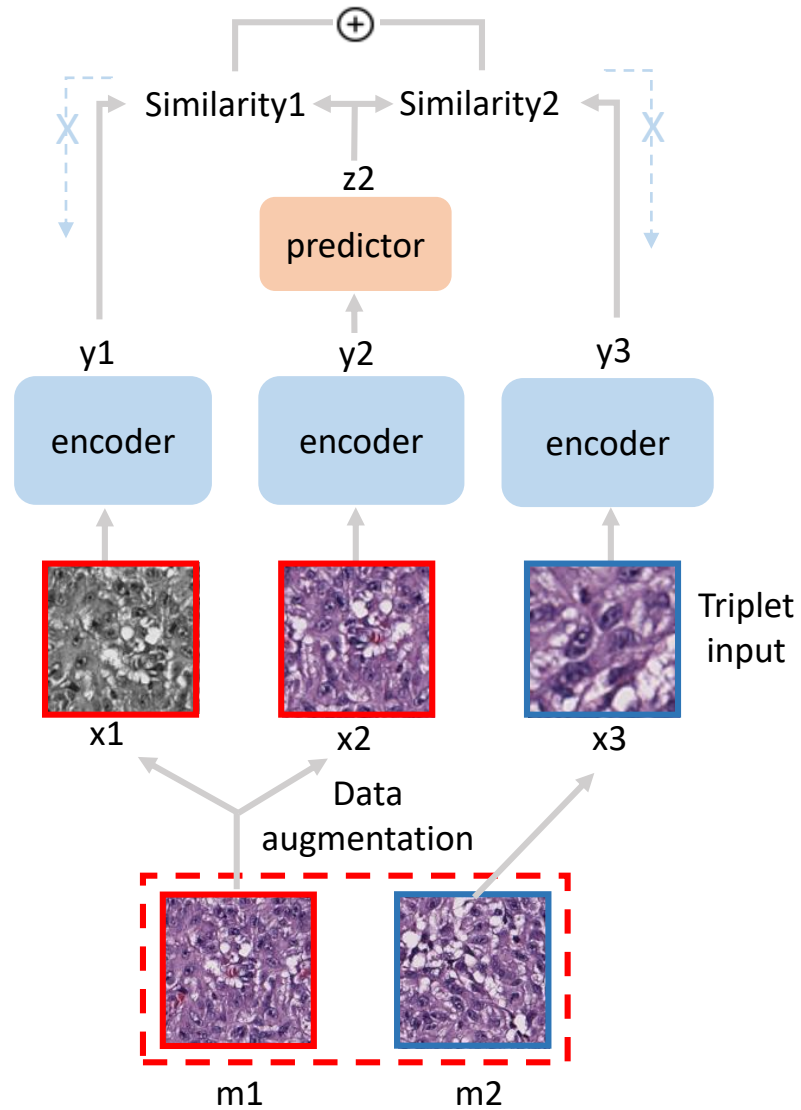 +
Similarity1 Similarity2
X X
z2
predictor
y1 y2 y3
encoder encoder encoder
Triplet
input
x1 x2 x3
Data
augmentation
m1 m2